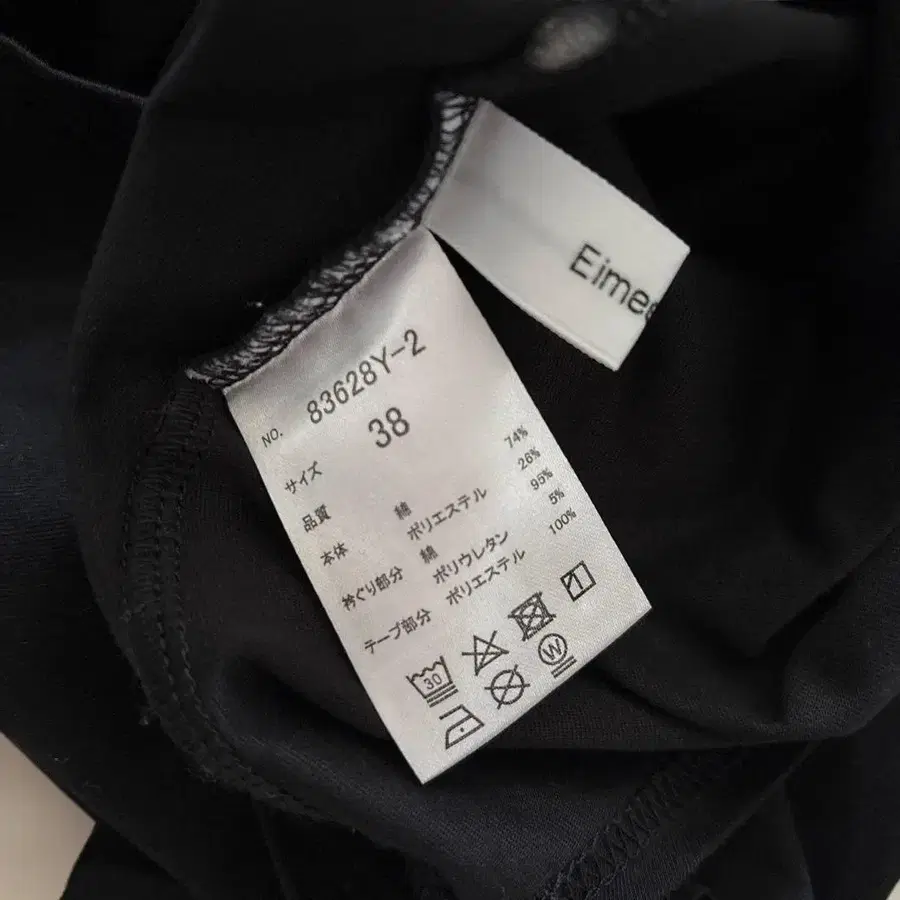 Eimee
NO. 83628Y-2
サイズ 38
品質
本体 綿 74%
ポリエステル 26%
衿ぐり部分 綿 95%
ポリウレタン 5%
テープ部分 ポリエステル 100%
30
W